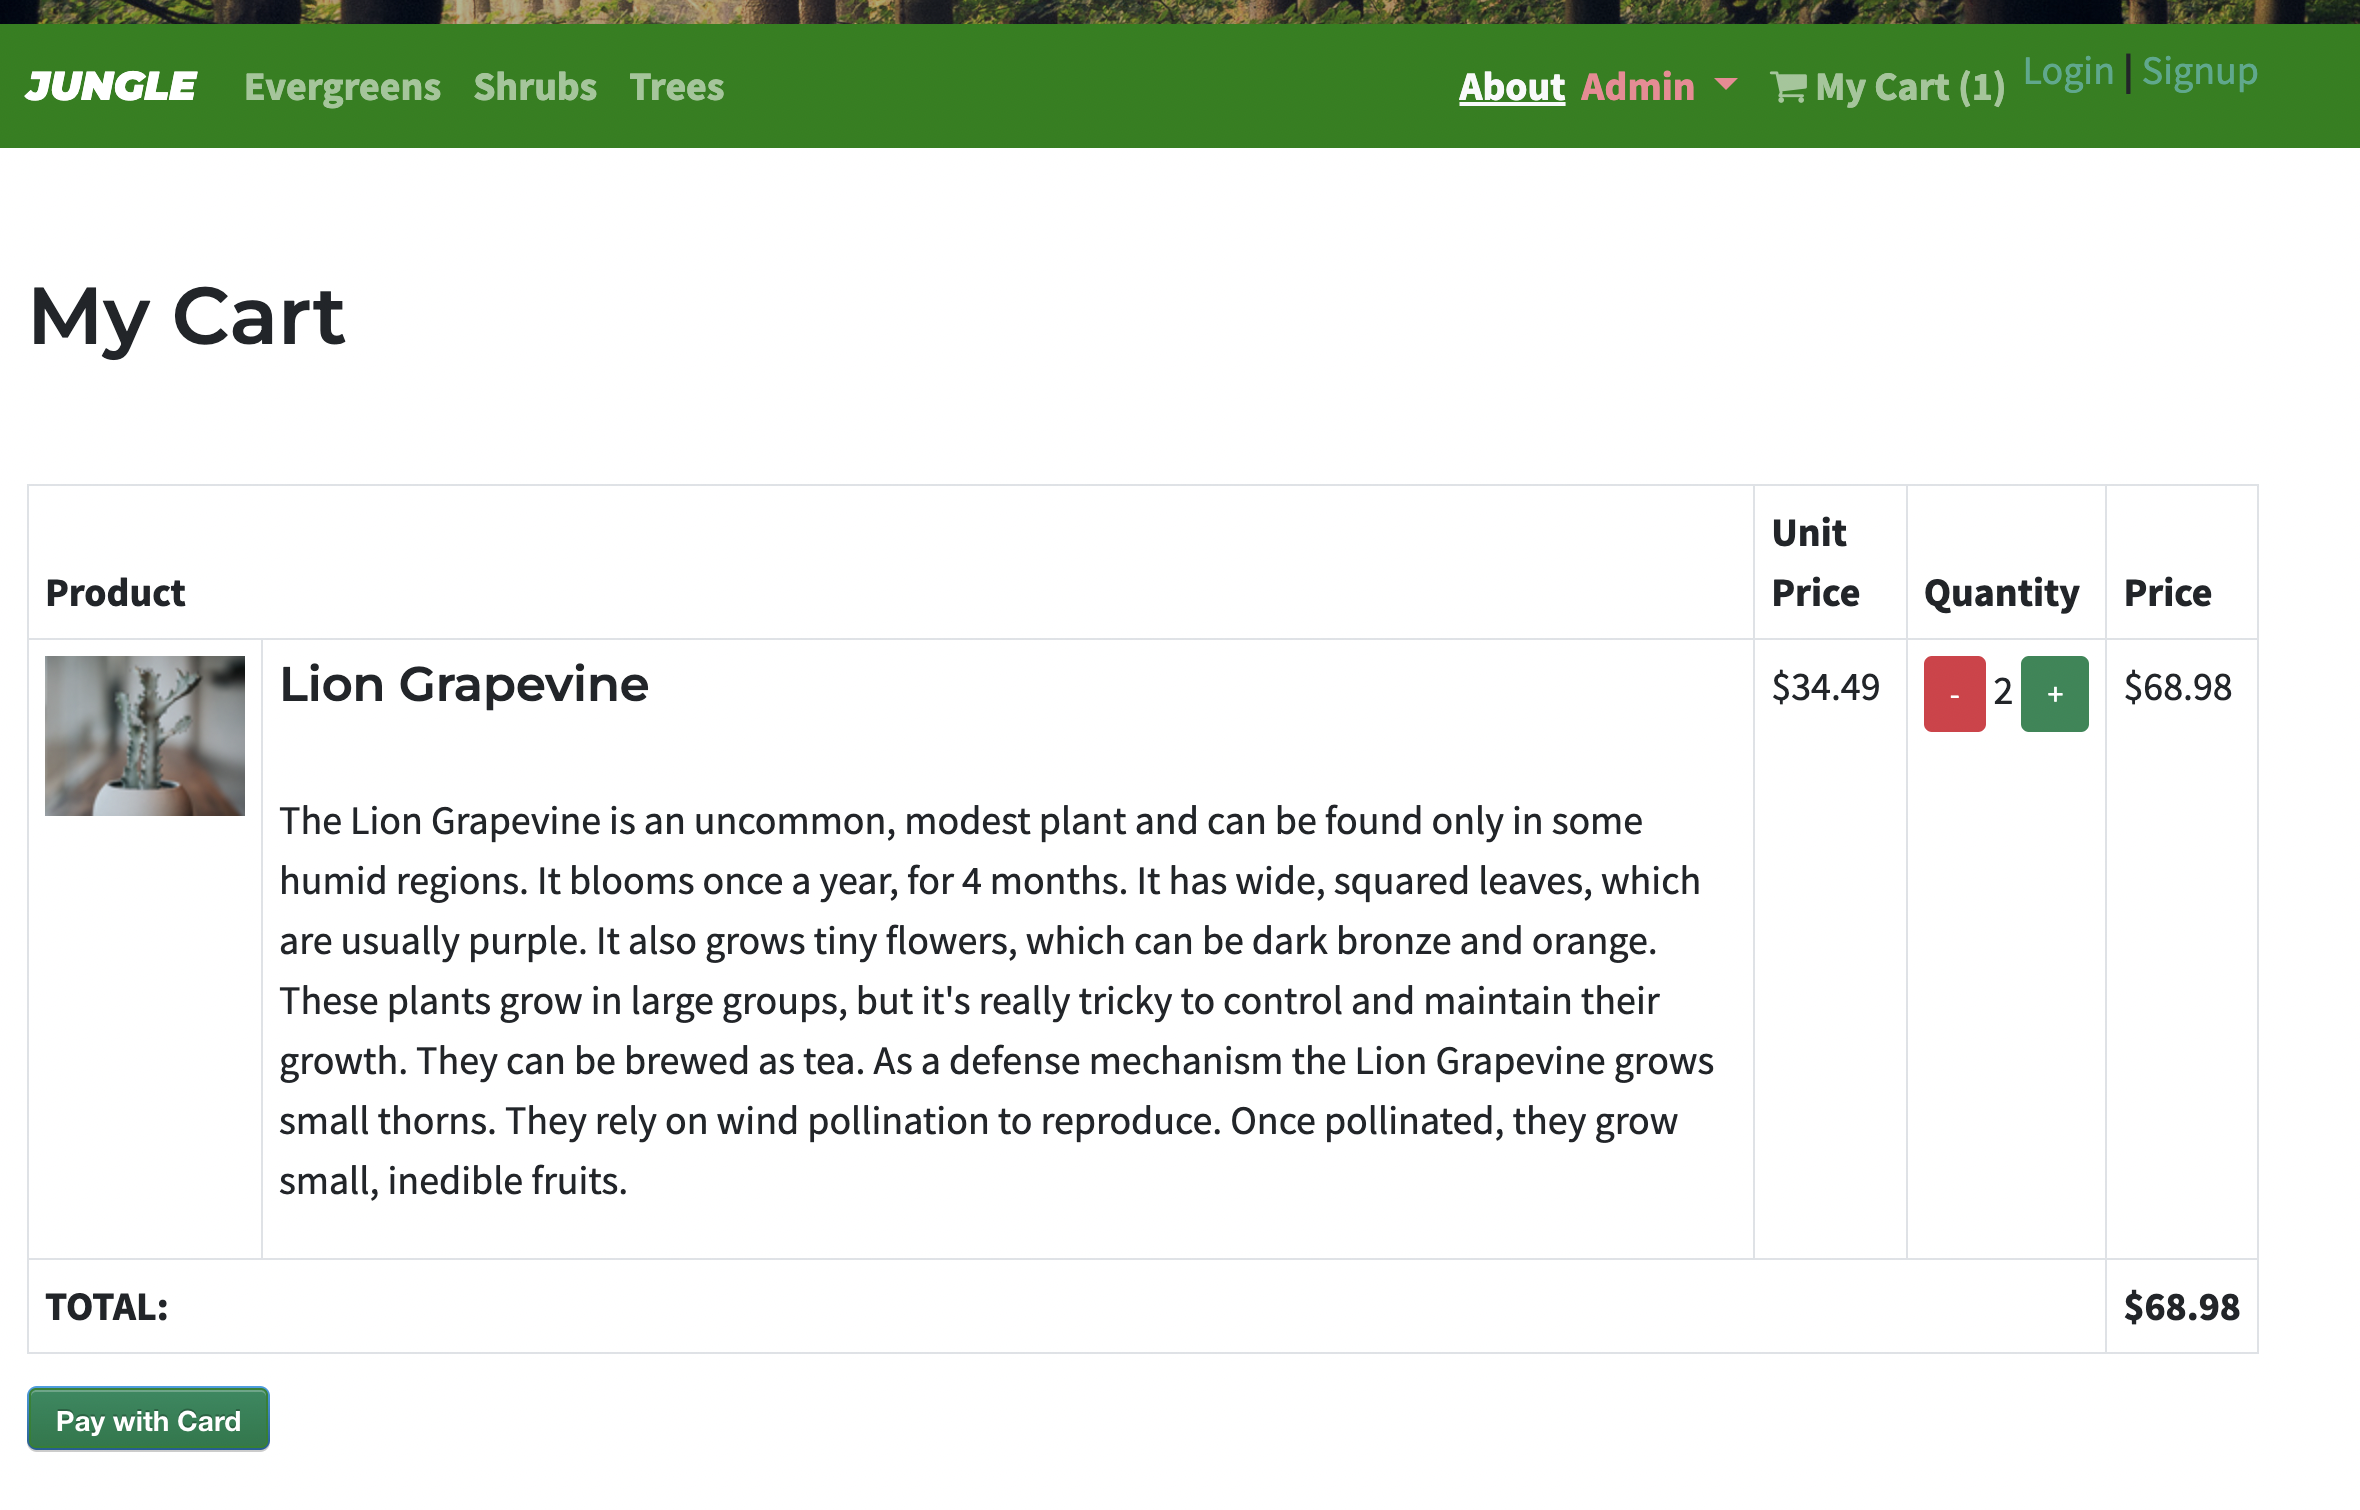 JUNGLE Evergreens Shrubs Trees About Admin My Cart (1) Login | Signup
My Cart
Product Unit Price Quantity Price
Lion Grapevine $34.49 - 2 + $68.98
The Lion Grapevine is an uncommon, modest plant and can be found only in some
humid regions. It blooms once a year, for 4 months. It has wide, squared leaves, which
are usually purple. It also grows tiny flowers, which can be dark bronze and orange.
These plants grow in large groups, but it's really tricky to control and maintain their
growth. They can be brewed as tea. As a defense mechanism the Lion Grapevine grows
small thorns. They rely on wind pollination to reproduce. Once pollinated, they grow
small, inedible fruits.
TOTAL: $68.98
Pay with Card